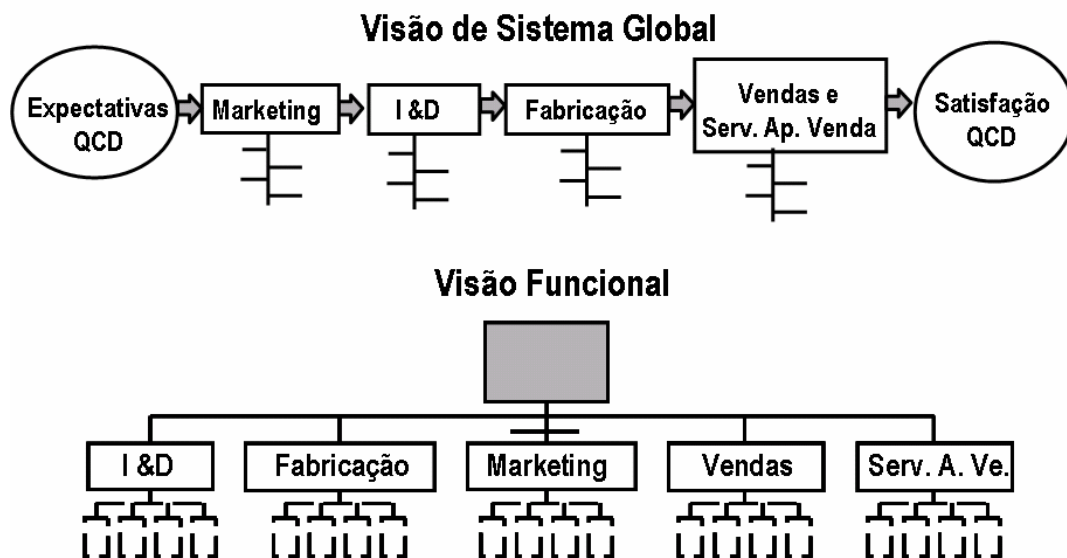 Visão de Sistema Global
Expectativas
QCD
Marketing
I &D
Fabricação
Vendas e
Serv. Ap. Venda
Satisfação
QCD
Visão Funcional
I &D
Fabricação
Marketing
Vendas
Serv. A. Ve.